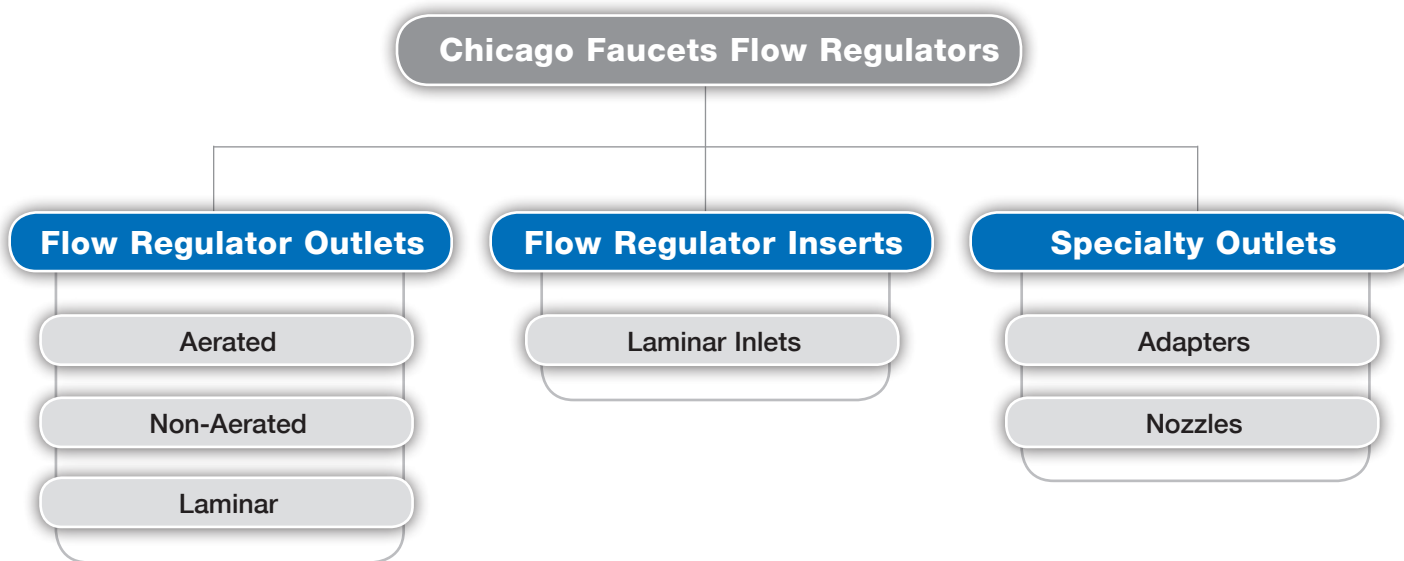 Chicago Faucets Flow Regulators
Flow Regulator Outlets
Aerated
Non-Aerated
Laminar
Flow Regulator Inserts
Laminar Inlets
Specialty Outlets
Adapters
Nozzles